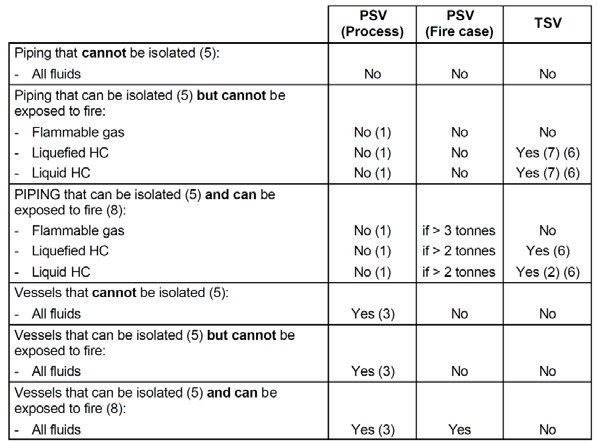 PSV (Process) PSV (Fire case) TSV
Piping that cannot be isolated (5):
- All fluids No No No
Piping that can be isolated (5) but cannot be
exposed to fire:
- Flammable gas No (1) No No
- Liquefied HC No (1) No Yes (7) (6)
- Liquid HC No (1) No Yes (7) (6)
PIPING that can be isolated (5) and can be
exposed to fire (8):
- Flammable gas No (1) if > 3 tonnes No
- Liquefied HC No (1) if > 2 tonnes Yes (6)
- Liquid HC No (1) if > 2 tonnes Yes (2) (6)
Vessels that cannot be isolated (5):
- All fluids Yes (3) No No
Vessels that can be isolated (5) but cannot be
exposed to fire:
- All fluids Yes (3) No No
Vessels that can be isolated (5) and can be
exposed to fire (8):
- All fluids Yes (3) Yes No